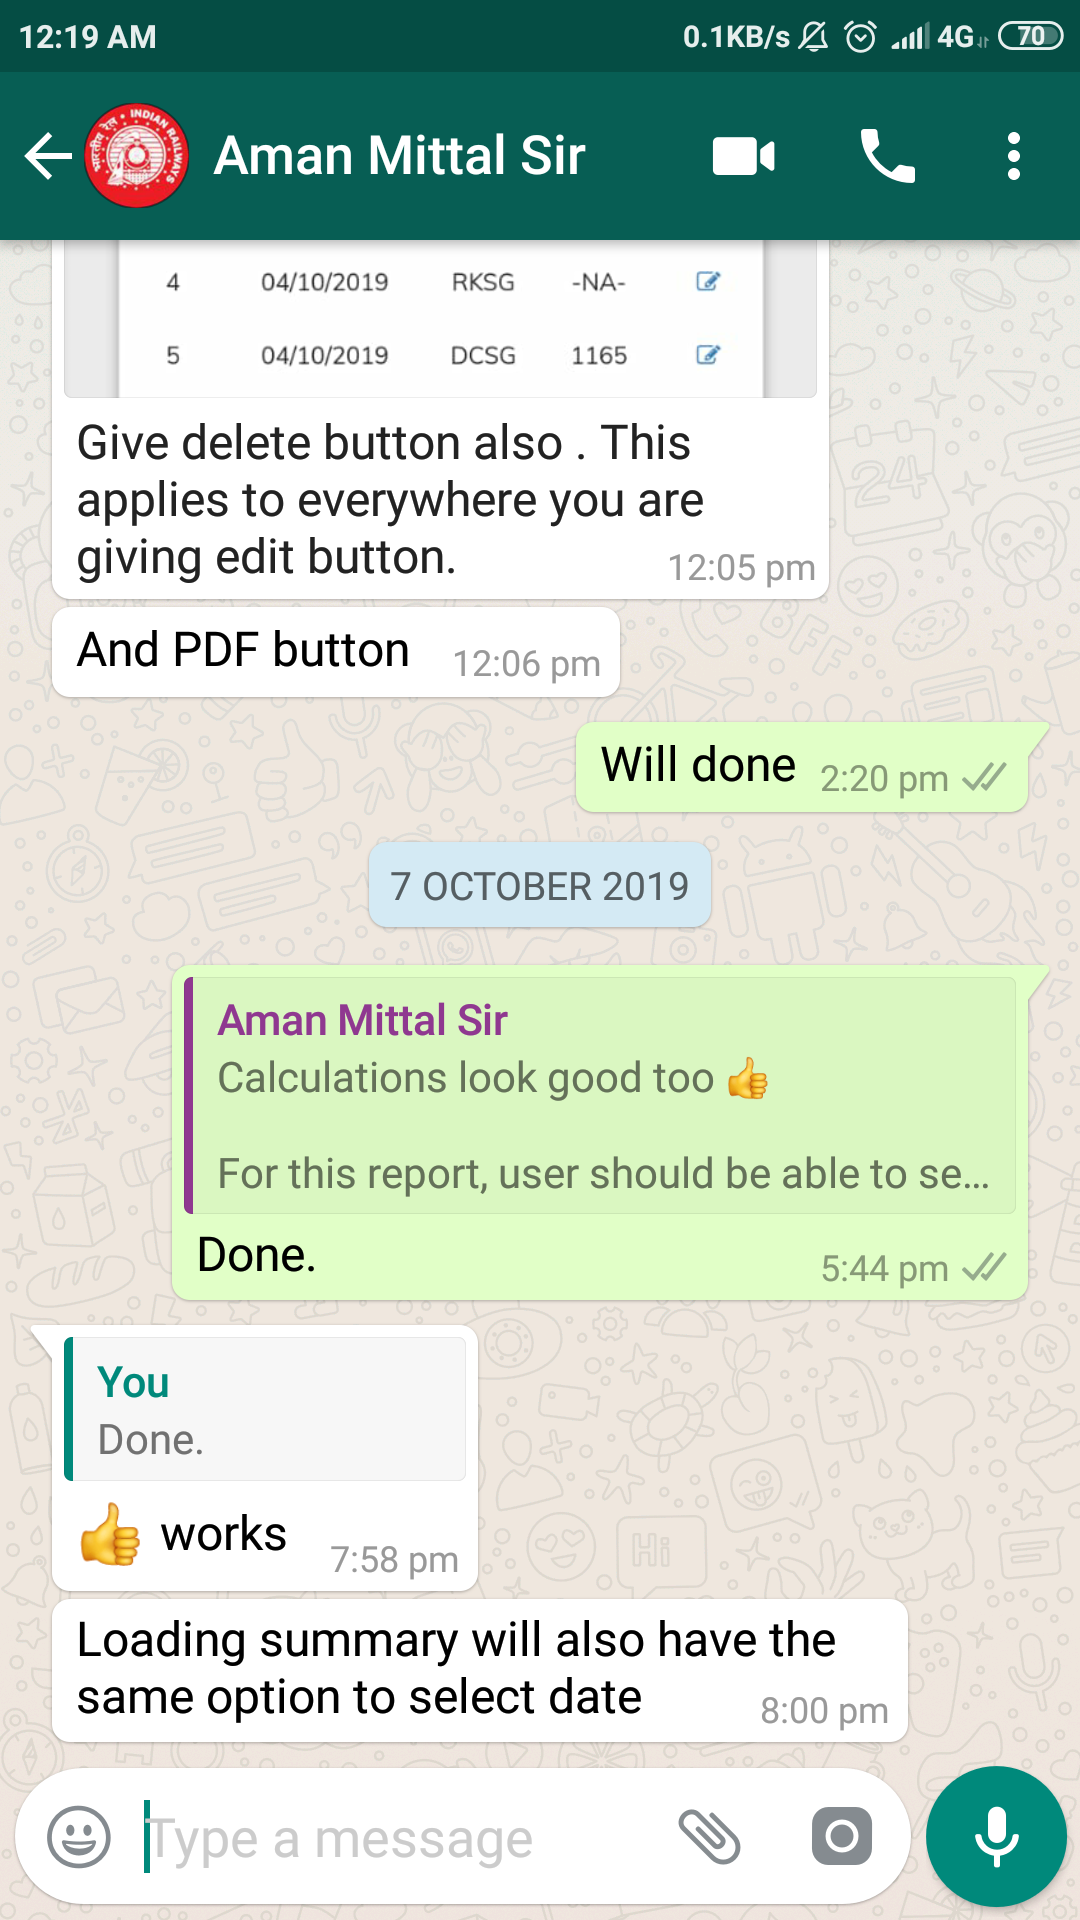 12:19 AM 0.1KB/s 4G 70
भारतीय रेल INDIAN RAILWAYS
Aman Mittal Sir
4 04/10/2019 RKSG -NA-
5 04/10/2019 DCSG 1165
Give delete button also . This
applies to everywhere you are
giving edit button. 12:05 pm
And PDF button 12:06 pm
Will done 2:20 pm
7 OCTOBER 2019
Aman Mittal Sir
Calculations look good too 👍
For this report, user should be able to se...
Done. 5:44 pm
You
Done.
👍 works 7:58 pm
Loading summary will also have the
same option to select date 8:00 pm
Type a message